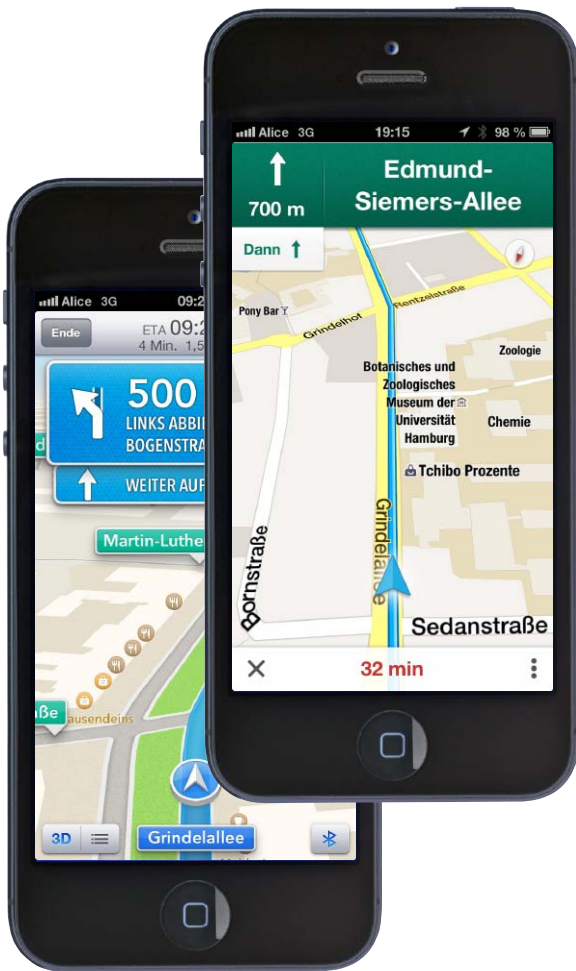 Alice 3G 19:15 98 %
700 m
Edmund-
Siemers-Allee
Dann
Pony Bar
Grindelhof
Rentzelstraße
Zoologie
Botanisches und
Zoologisches
Museum der
Universität
Hamburg
Chemie
Tchibo Prozente
Grindelallee
Bornstraße
Sedanstraße
32 min
Alice 3G 09:2
Ende
ETA 09:2
4 Min. 1,5
500
LINKS ABBI
BOGENSTRA
WEITER AUF
Martin-Luthe
ße
ausendeins
3D
Grindelallee